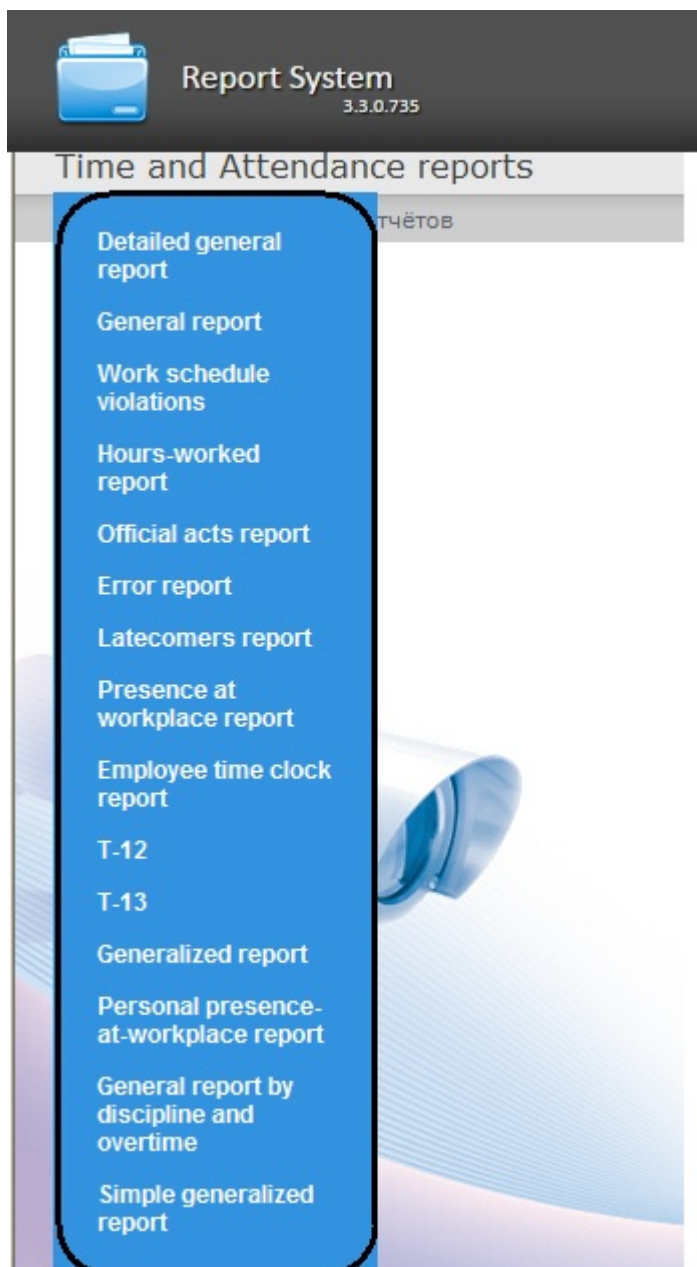 Report System
3.3.0.735
Time and Attendance reports
тчётов
Detailed general
report
General report
Work schedule
violations
Hours-worked
report
Official acts report
Error report
Latecomers report
Presence at
workplace report
Employee time clock
report
T-12
T-13
Generalized report
Personal presence-
at-workplace report
General report by
discipline and
overtime
Simple generalized
report